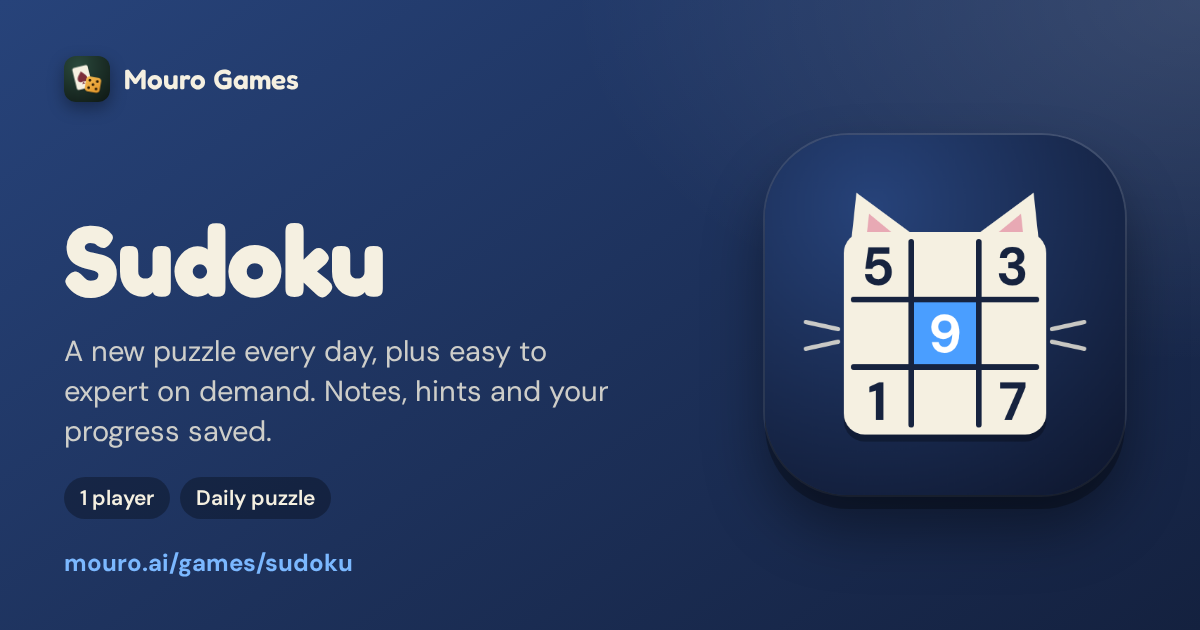 Mouro Games
Sudoku
A new puzzle every day, plus easy to
expert on demand. Notes, hints and your
progress saved.
1 player
Daily puzzle
mouro.ai/games/sudoku
5 3
9
1 7